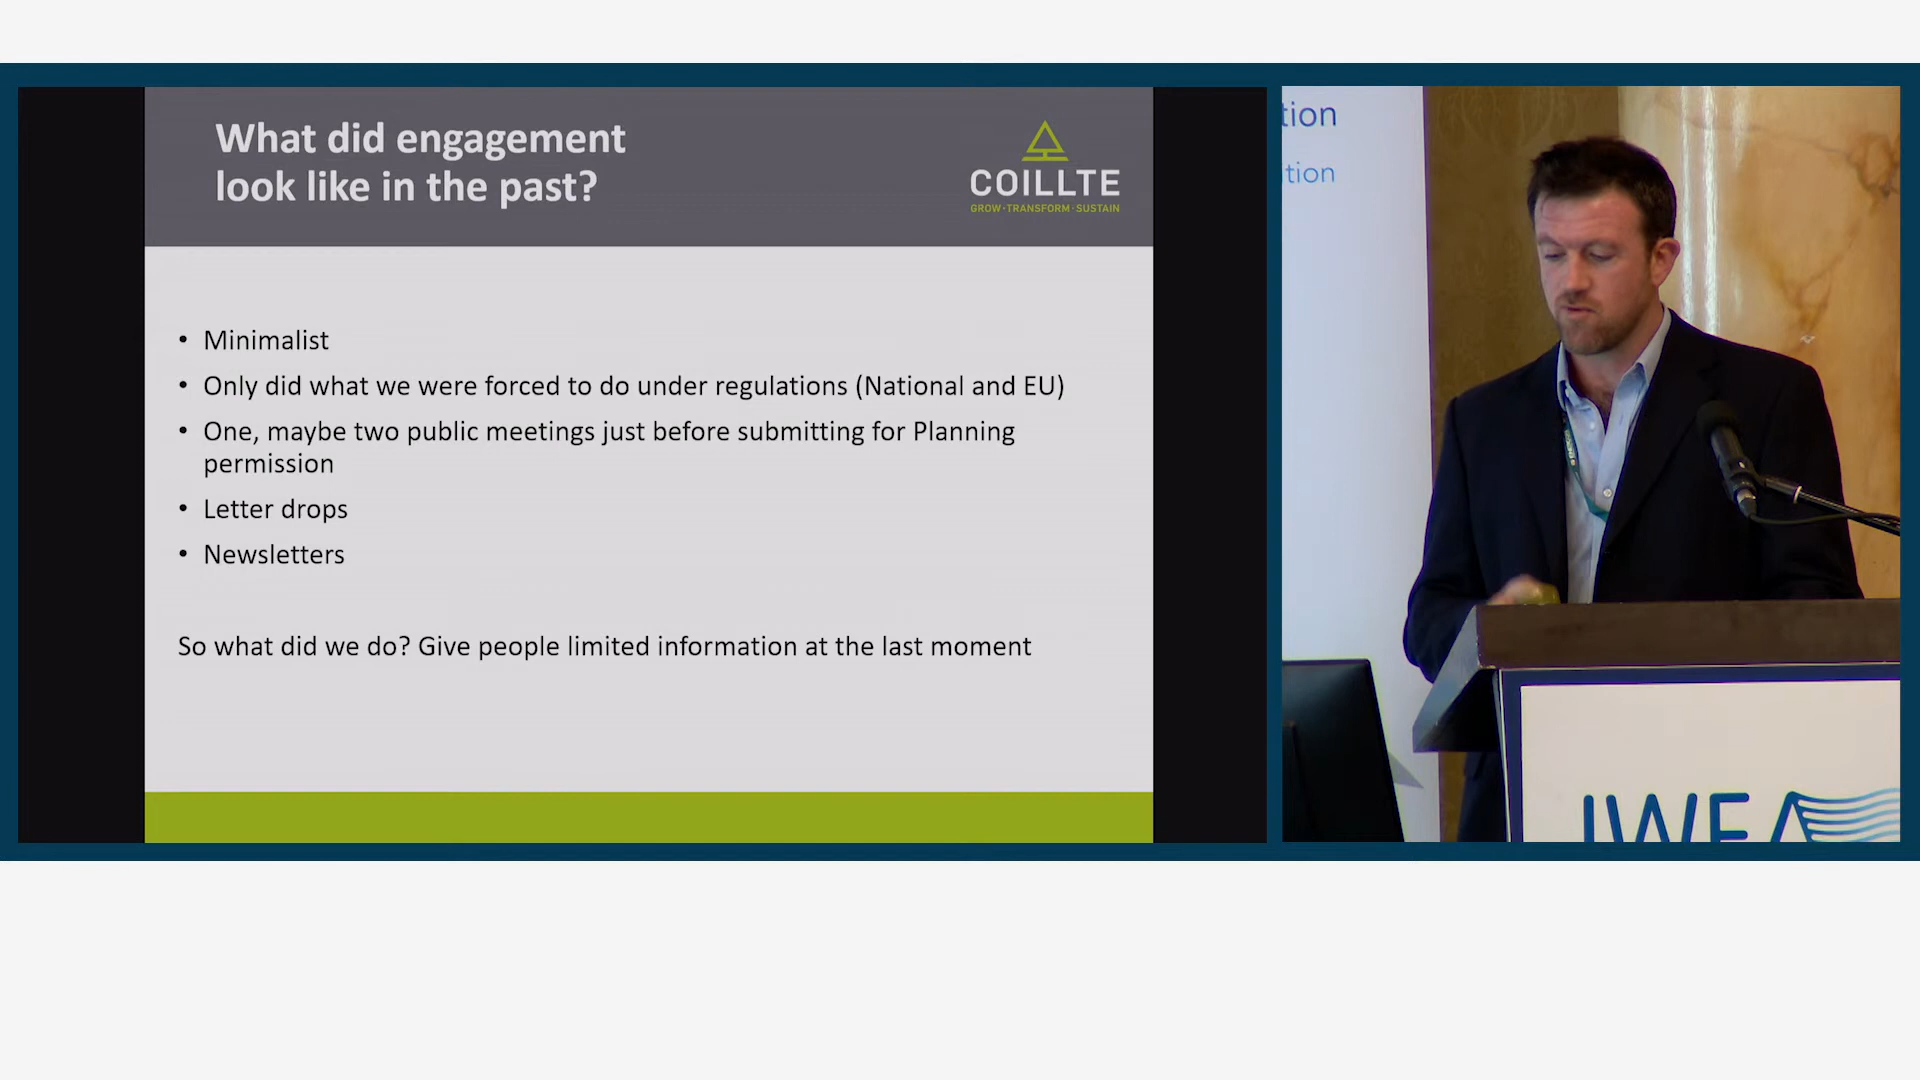 What did engagement
look like in the past?
COILLTE
GROW·TRANSFORM·SUSTAIN
• Minimalist
• Only did what we were forced to do under regulations (National and EU)
• One, maybe two public meetings just before submitting for Planning
permission
• Letter drops
• Newsletters
So what did we do? Give people limited information at the last moment
tion
tion
IWEA